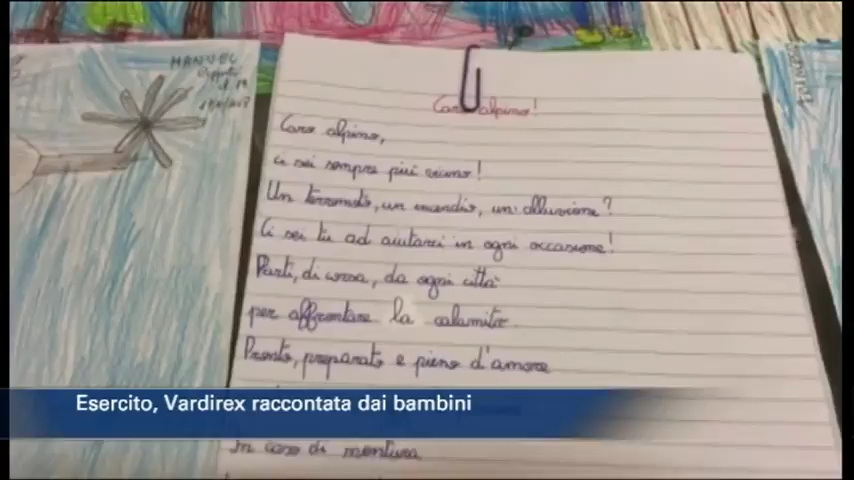 MANUEL
Caro alpino!
Caro alpino,
ci sei sempre più vicino!
Un terremoto, un incendio, un' alluvione?
Ci sei tu ad aiutarci in ogni occasione!
Parti, di corsa, da ogni città
per affrontare la calamità.
Pronto, preparato e pieno d'amore
Esercito, Vardirex raccontata dai bambini
In caso di